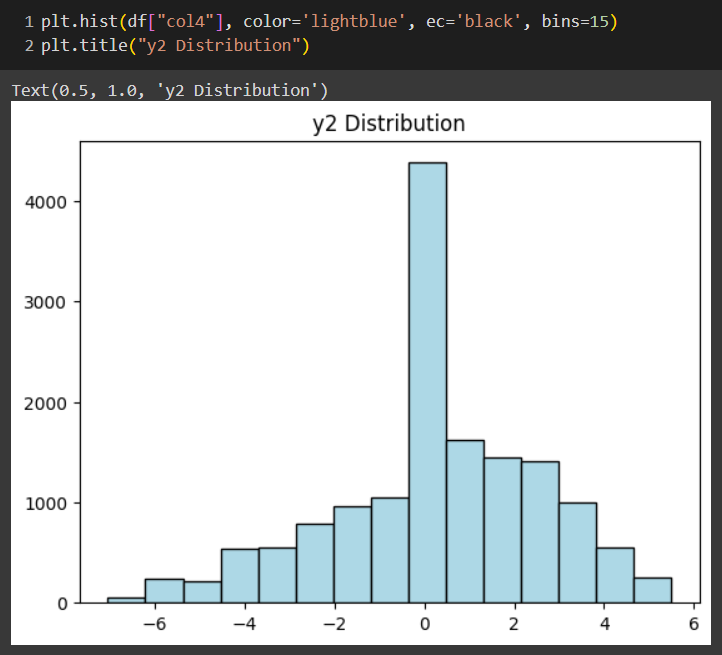 1 plt.hist(df["col4"], color='lightblue', ec='black', bins=15)
2 plt.title("y2 Distribution")
Text(0.5, 1.0, 'y2 Distribution')
y2 Distribution
4000
3000
2000
1000
0
−6 −4 −2 0 2 4 6